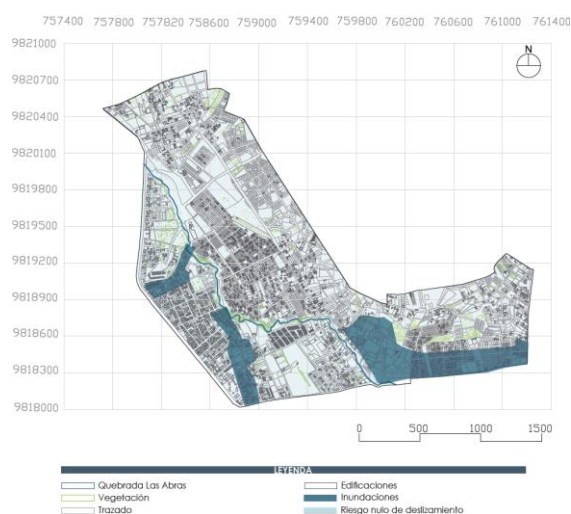 757400 757800 758200 758600 759000 759400 759800 760200 760600 761000 761400
9821000
N
9820700
9820400
9820100
9819800
9819500
9819200
9818900
9818600
9818300
9818000
0 500 1000 1500
LEYENDA
Quebrada Las Abras Edificaciones
Vegetación Inundaciones
Trazado Riesgo nulo de deslizamiento